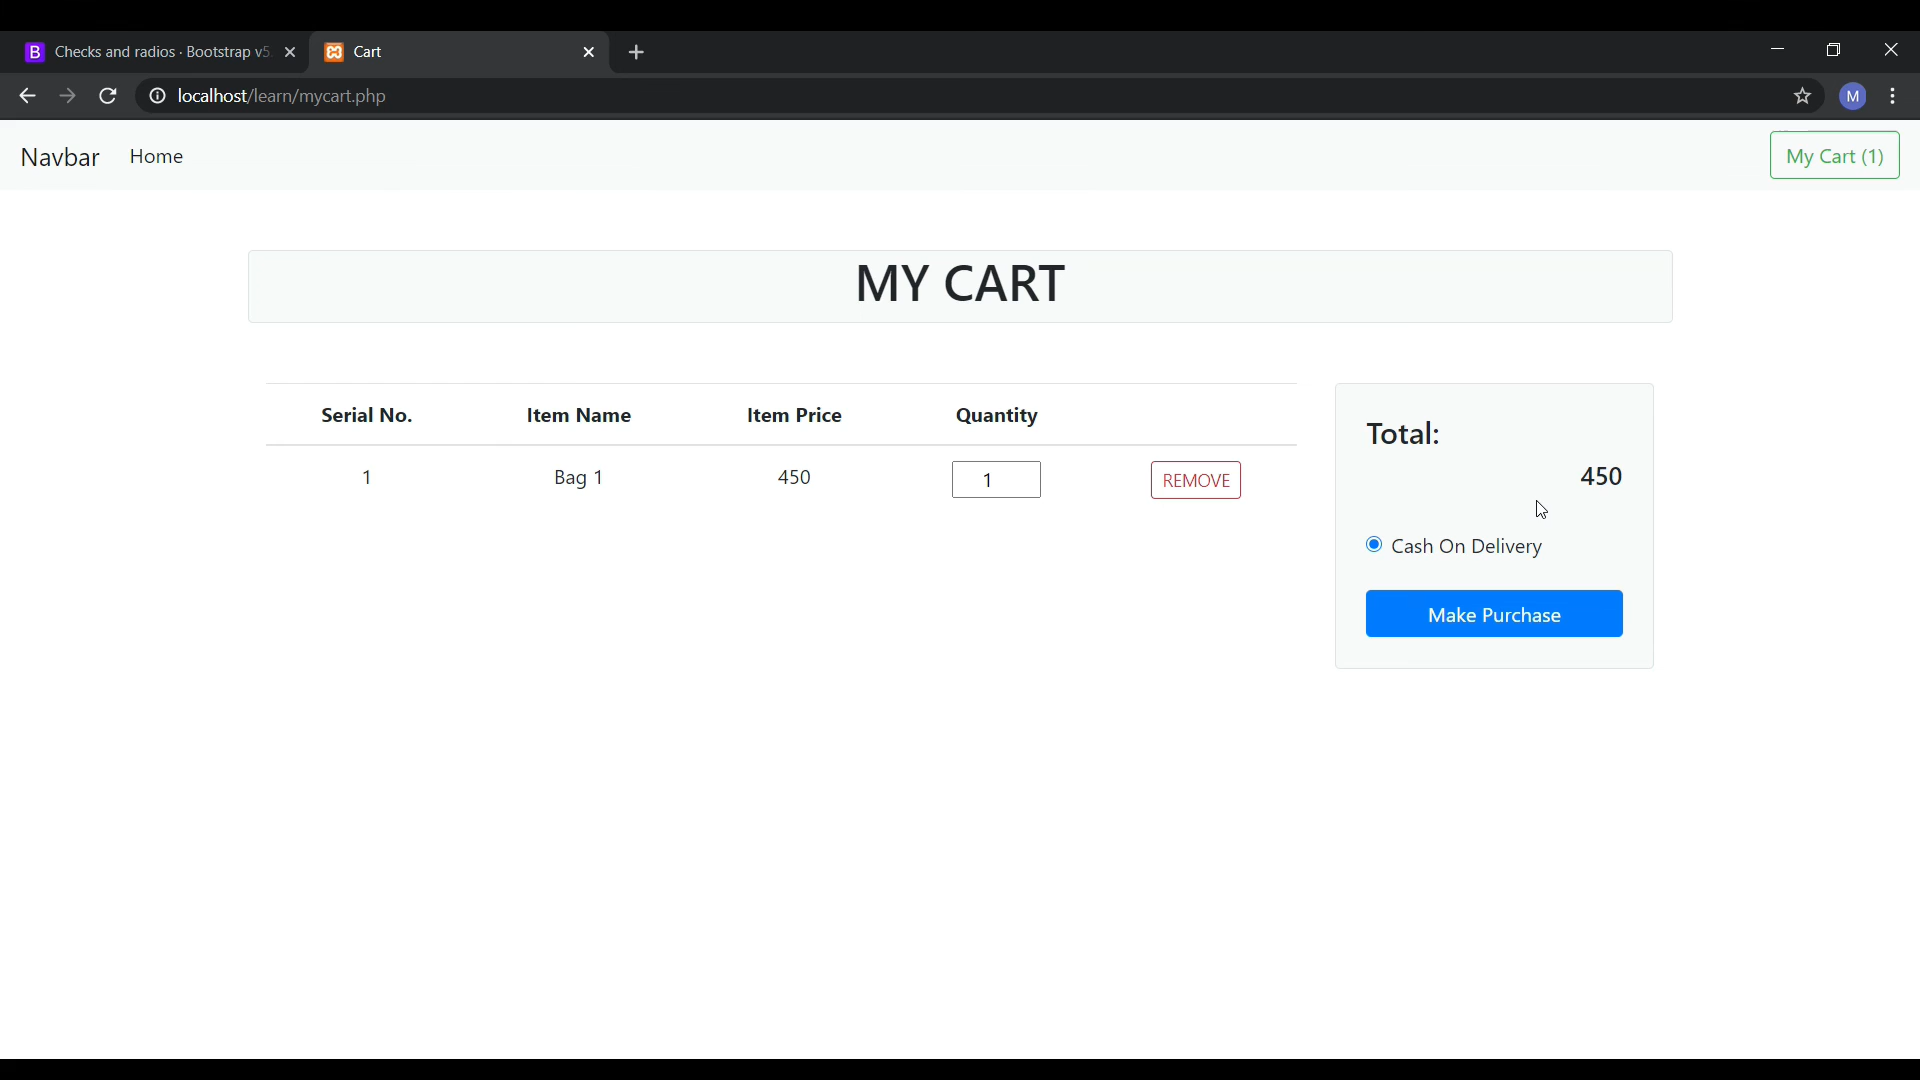 Checks and radios · Bootstrap v5
Cart
localhost/learn/mycart.php
M
Navbar Home My Cart (1)
MY CART
Serial No. Item Name Item Price Quantity
1 Bag 1 450 1 REMOVE
Total:
450
Cash On Delivery
Make Purchase